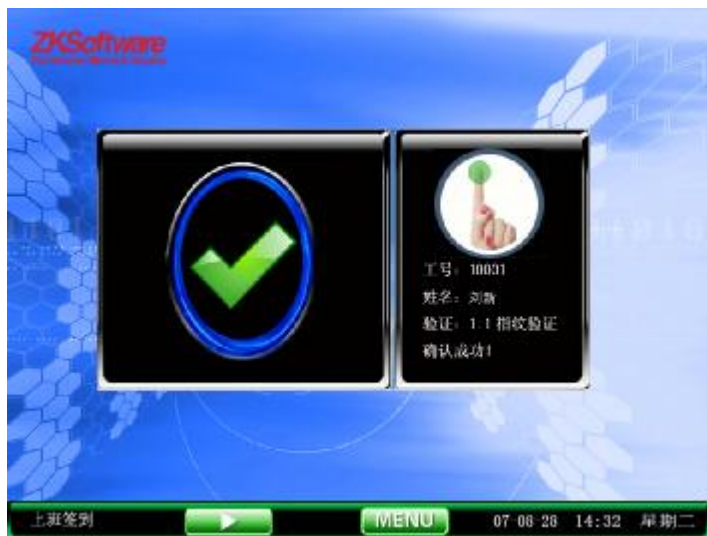 ZKSoftware
工号: 10001
姓名: 刘新
验证: 1:1 指纹验证
确认成功!
上班签到
MENU
07-08-28 14:32 星期二